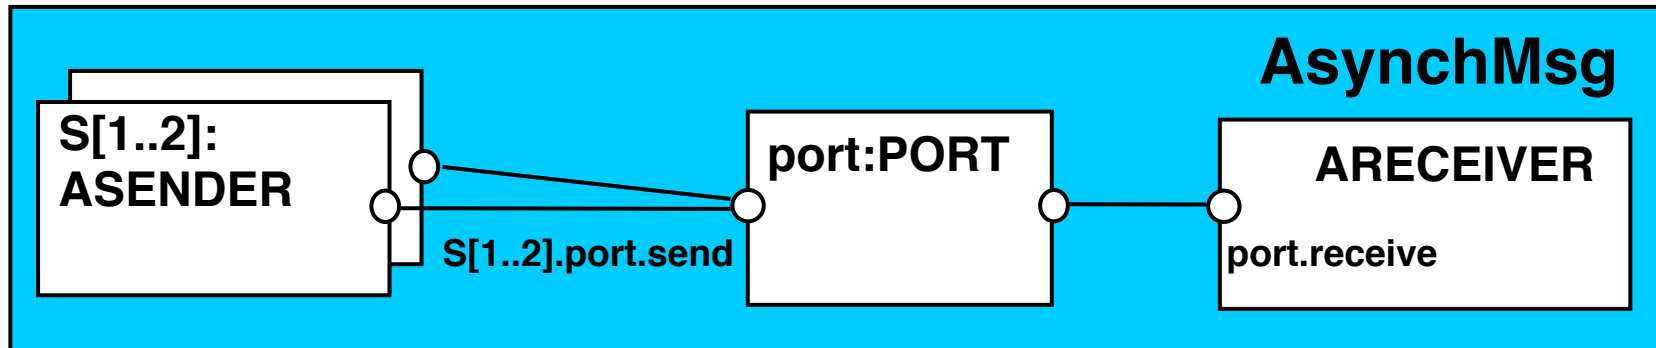 AsynchMsg
S[1..2]:
ASENDER
port:PORT
ARECEIVER
S[1..2].port.send
port.receive